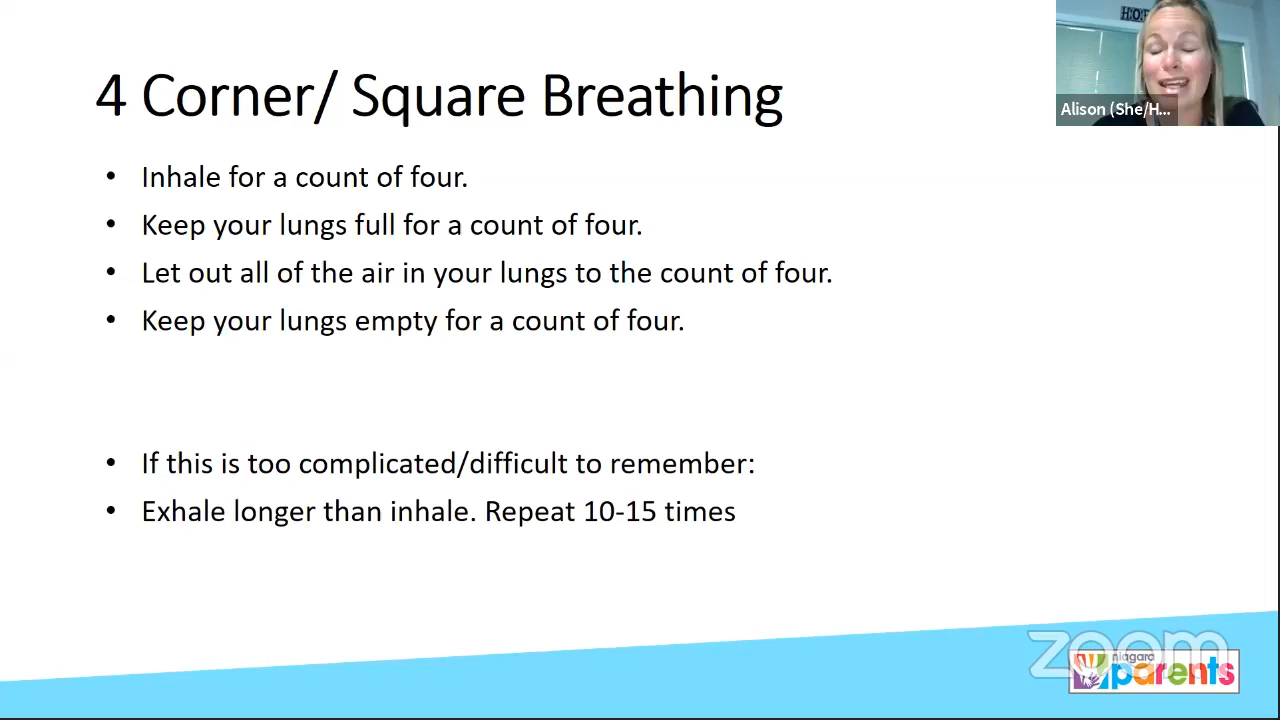 4 Corner/ Square Breathing
Alison (She/H...
• Inhale for a count of four.
• Keep your lungs full for a count of four.
• Let out all of the air in your lungs to the count of four.
• Keep your lungs empty for a count of four.
• If this is too complicated/difficult to remember:
• Exhale longer than inhale. Repeat 10-15 times
zoom
niagara
parents